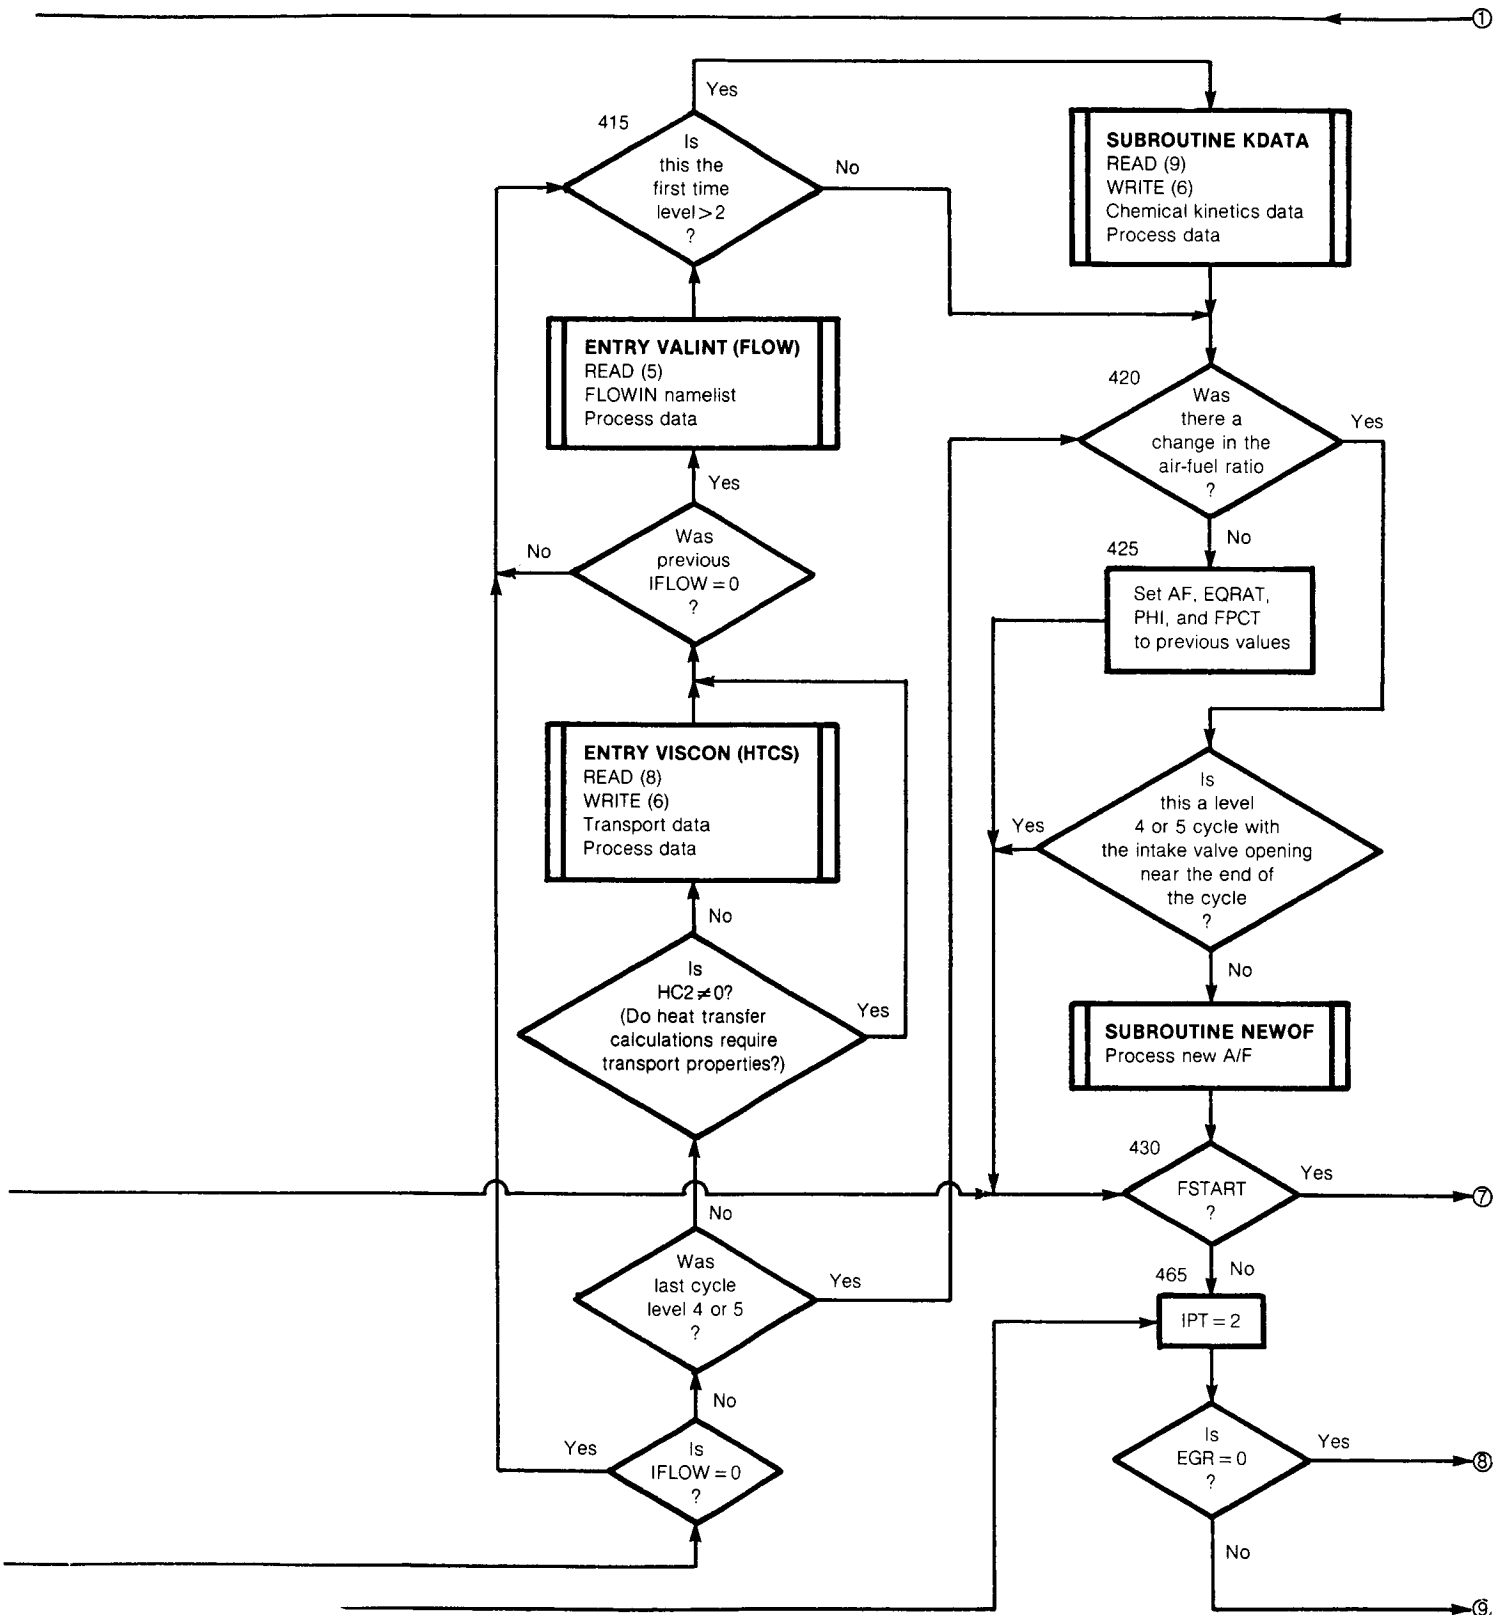 ①
Yes
415
Is
this the
first time
level>2
?
No
SUBROUTINE KDATA
READ (9)
WRITE (6)
Chemical kinetics data
Process data
ENTRY VALINT (FLOW)
READ (5)
FLOWIN namelist
Process data
420
Was
there a
change in the
air-fuel ratio
?
Yes
No
Yes
Was
previous
IFLOW = 0
?
No
425
Set AF, EQRAT,
PHI, and FPCT
to previous values
ENTRY VISCON (HTCS)
READ (8)
WRITE (6)
Transport data
Process data
Is
this a level
4 or 5 cycle with
the intake valve opening
near the end of
the cycle
?
Yes
No
No
Is
HC2 ≠ 0?
(Do heat transfer
calculations require
transport properties?)
Yes
SUBROUTINE NEWOF
Process new A/F
430
FSTART
?
Yes
⑦
No
No
Was
last cycle
level 4 or 5
?
Yes
465
IPT = 2
No
Is
IFLOW = 0
?
Yes
Is
EGR = 0
?
Yes
⑧
No
⑨